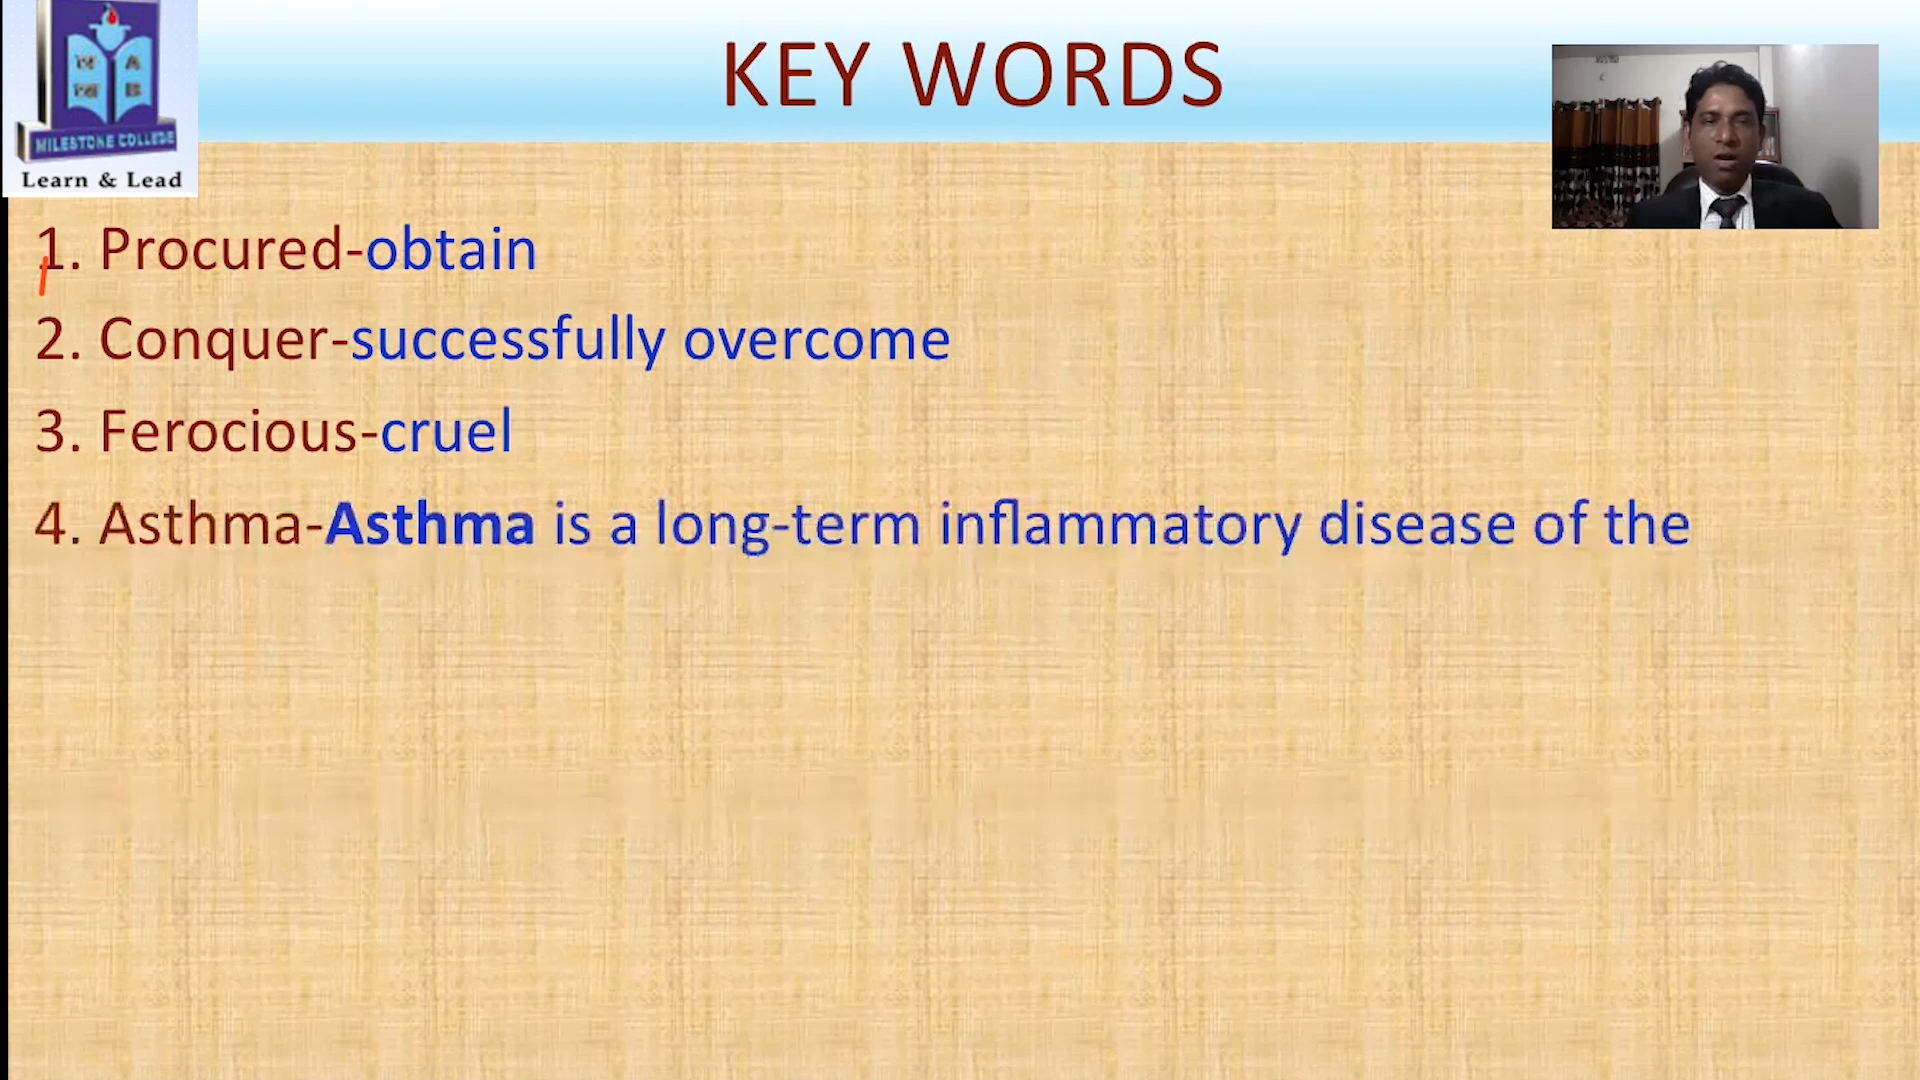 KEY WORDS
MILESTONE COLLEGE
Learn & Lead
1. Procured-obtain
2. Conquer-successfully overcome
3. Ferocious-cruel
4. Asthma-Asthma is a long-term inflammatory disease of the